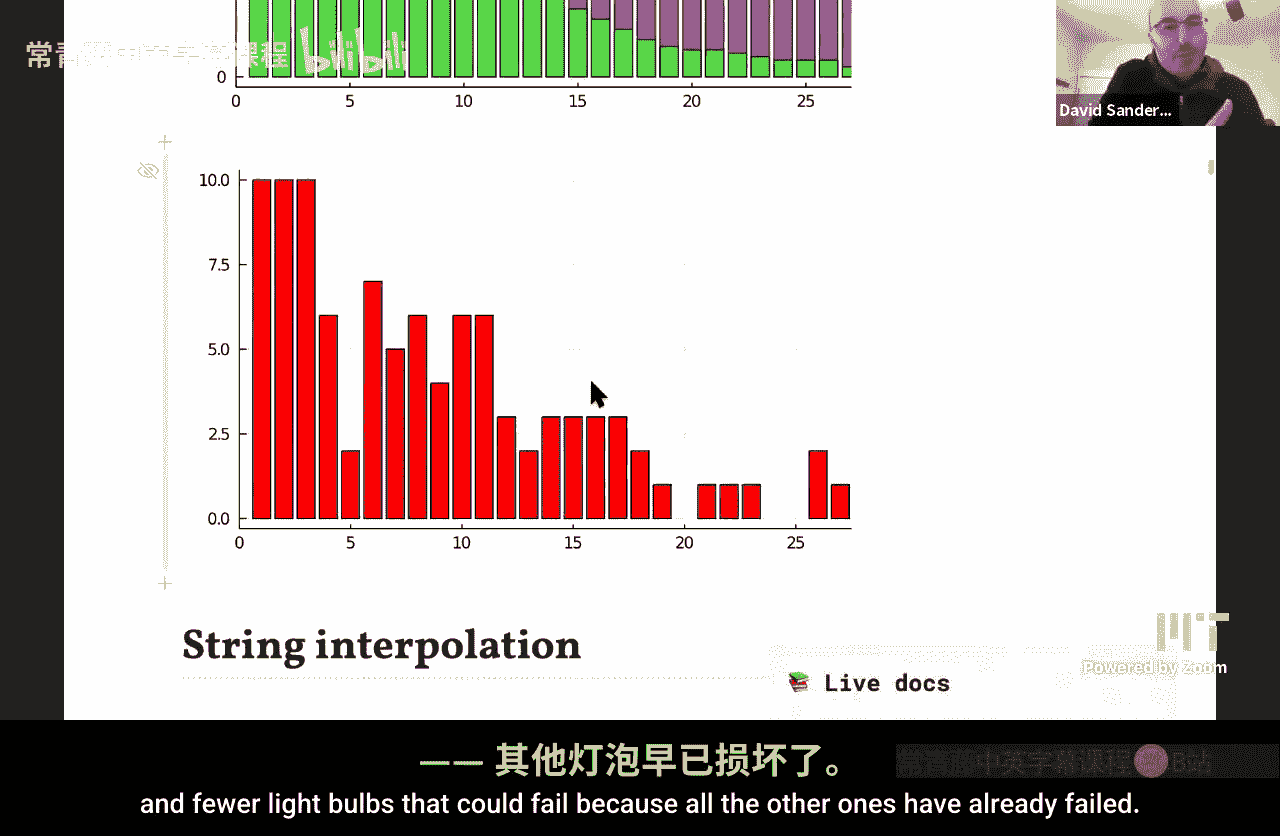 bilibili
0
0 5 10 15 20 25
David Sander...
10.0
7.5
5.0
2.5
0.0
0 5 10 15 20 25
String interpolation
Live docs
MIT
Powered by Zoom
—— 其他灯泡早已损坏了。
and fewer light bulbs that could fail because all the other ones have already failed.